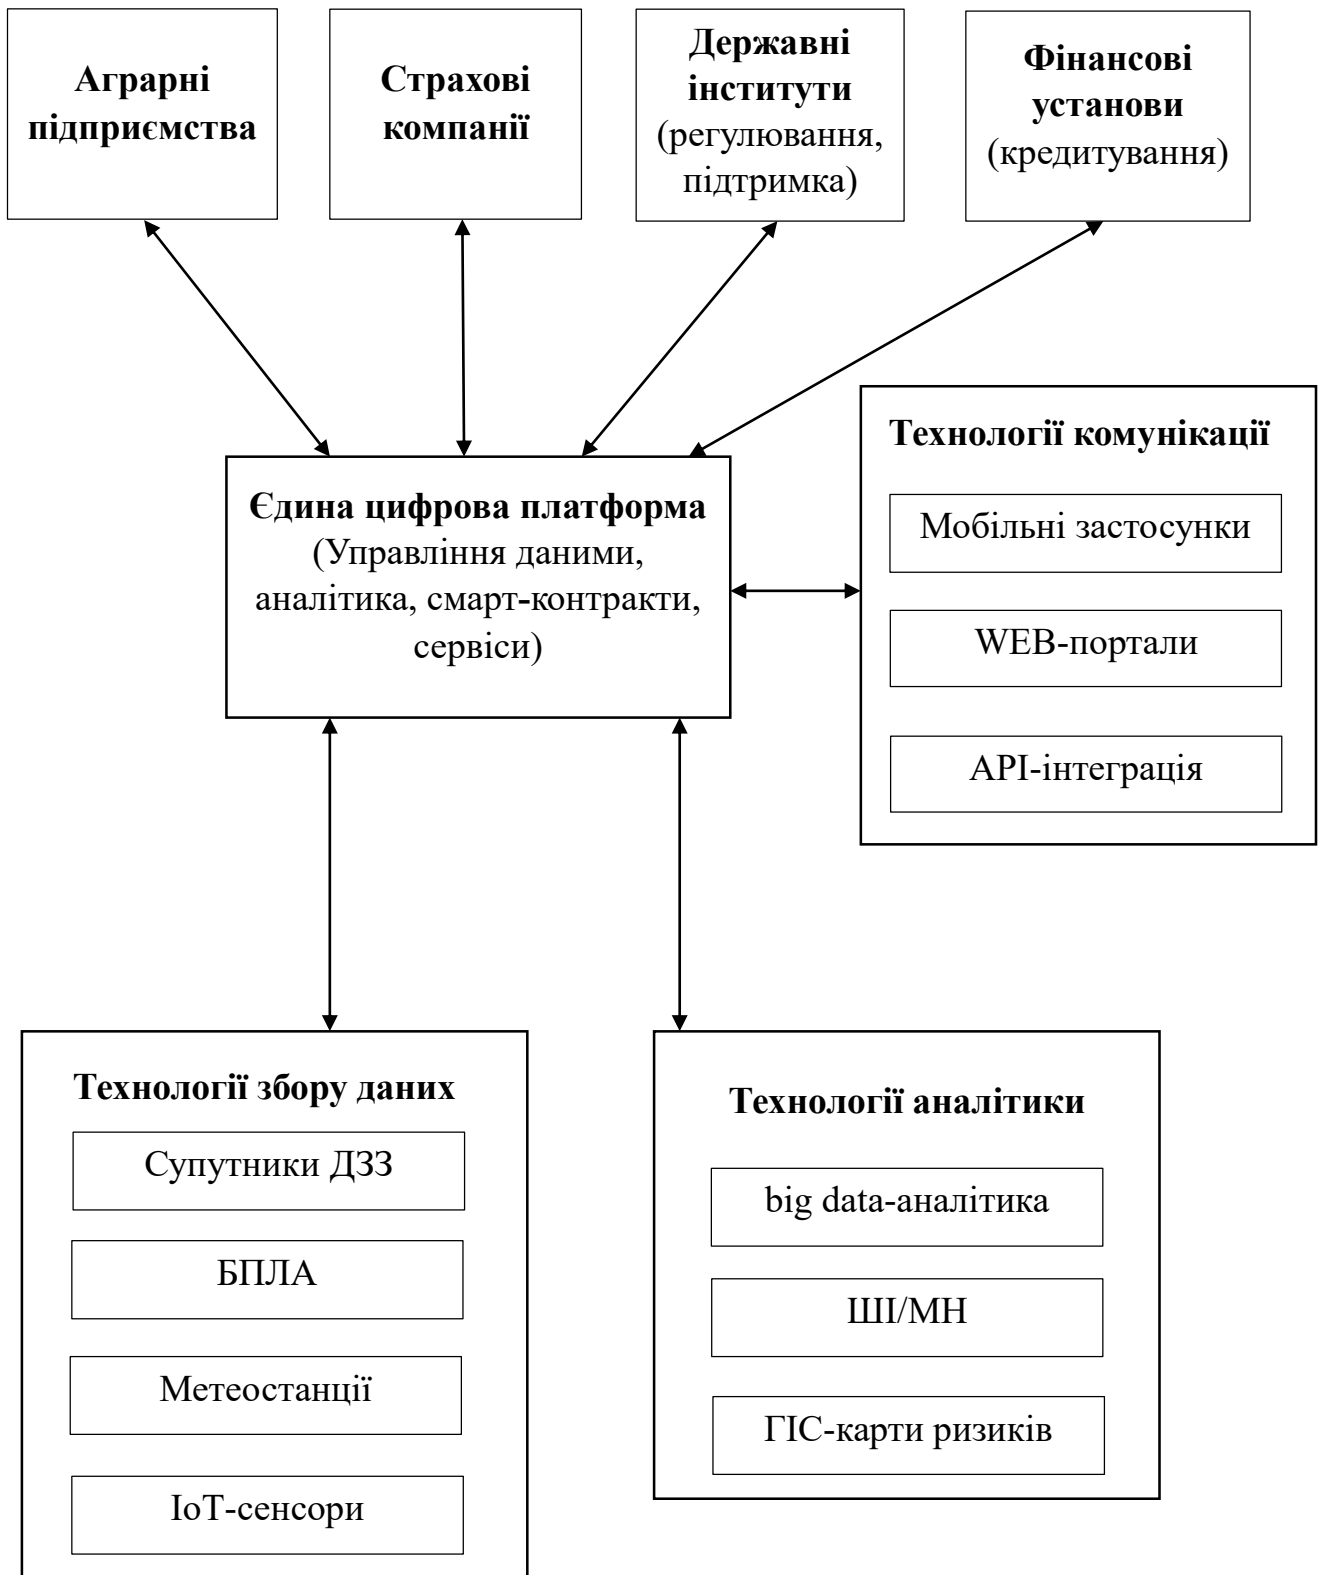 Аграрні
підприємства
Страхові
компанії
Державні
інститути
(регулювання,
підтримка)
Фінансові
установи
(кредитування)
Єдина цифрова платформа
(Управління даними,
аналітика, смарт-контракти,
сервіси)
Технології комунікації
Мобільні застосунки
WEB-портали
API-інтеграція
Технології збору даних
Супутники ДЗЗ
БПЛА
Метеостанції
IoT-сенсори
Технології аналітики
big data-аналітика
ШІ/МН
ГІС-карти ризиків